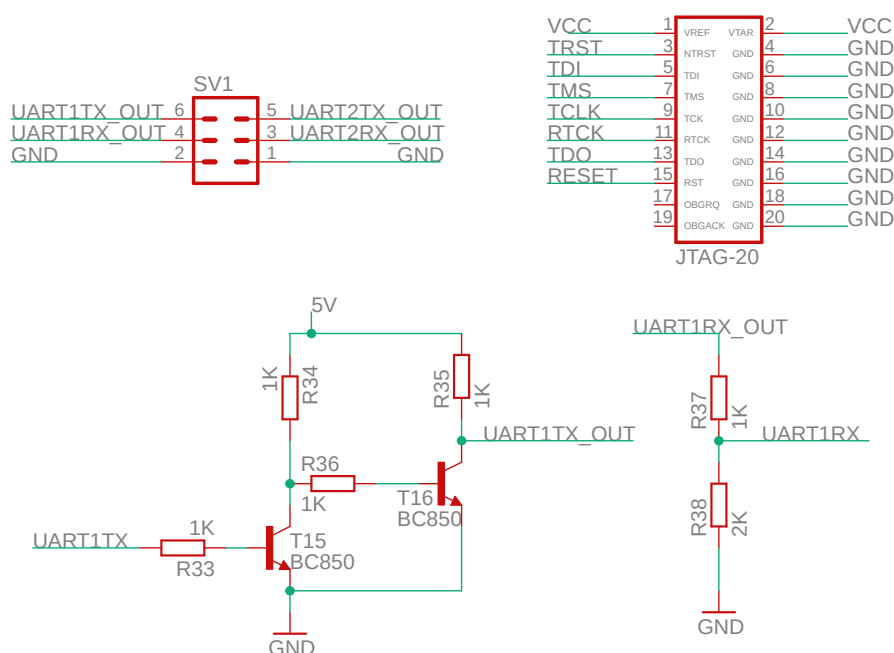 SV1
UART1TX_OUT 6 5 UART2TX_OUT
UART1RX_OUT 4 3 UART2RX_OUT
GND 2 1 GND
VCC 1 VREF VTAR 2 VCC
TRST 3 NTRST GND 4 GND
TDI 5 TDI GND 6 GND
TMS 7 TMS GND 8 GND
TCLK 9 TCK GND 10 GND
RTCK 11 RTCK GND 12 GND
TDO 13 TDO GND 14 GND
RESET 15 RST GND 16 GND
17 OBGRQ GND 18 GND
19 OBGACK GND 20 GND
JTAG-20
5V
1K
R34
R35
1K
UART1TX_OUT
R36
1K
T16
BC850
UART1TX
1K
R33
T15
BC850
GND
UART1RX_OUT
R37
1K
UART1RX
R38
2K
GND